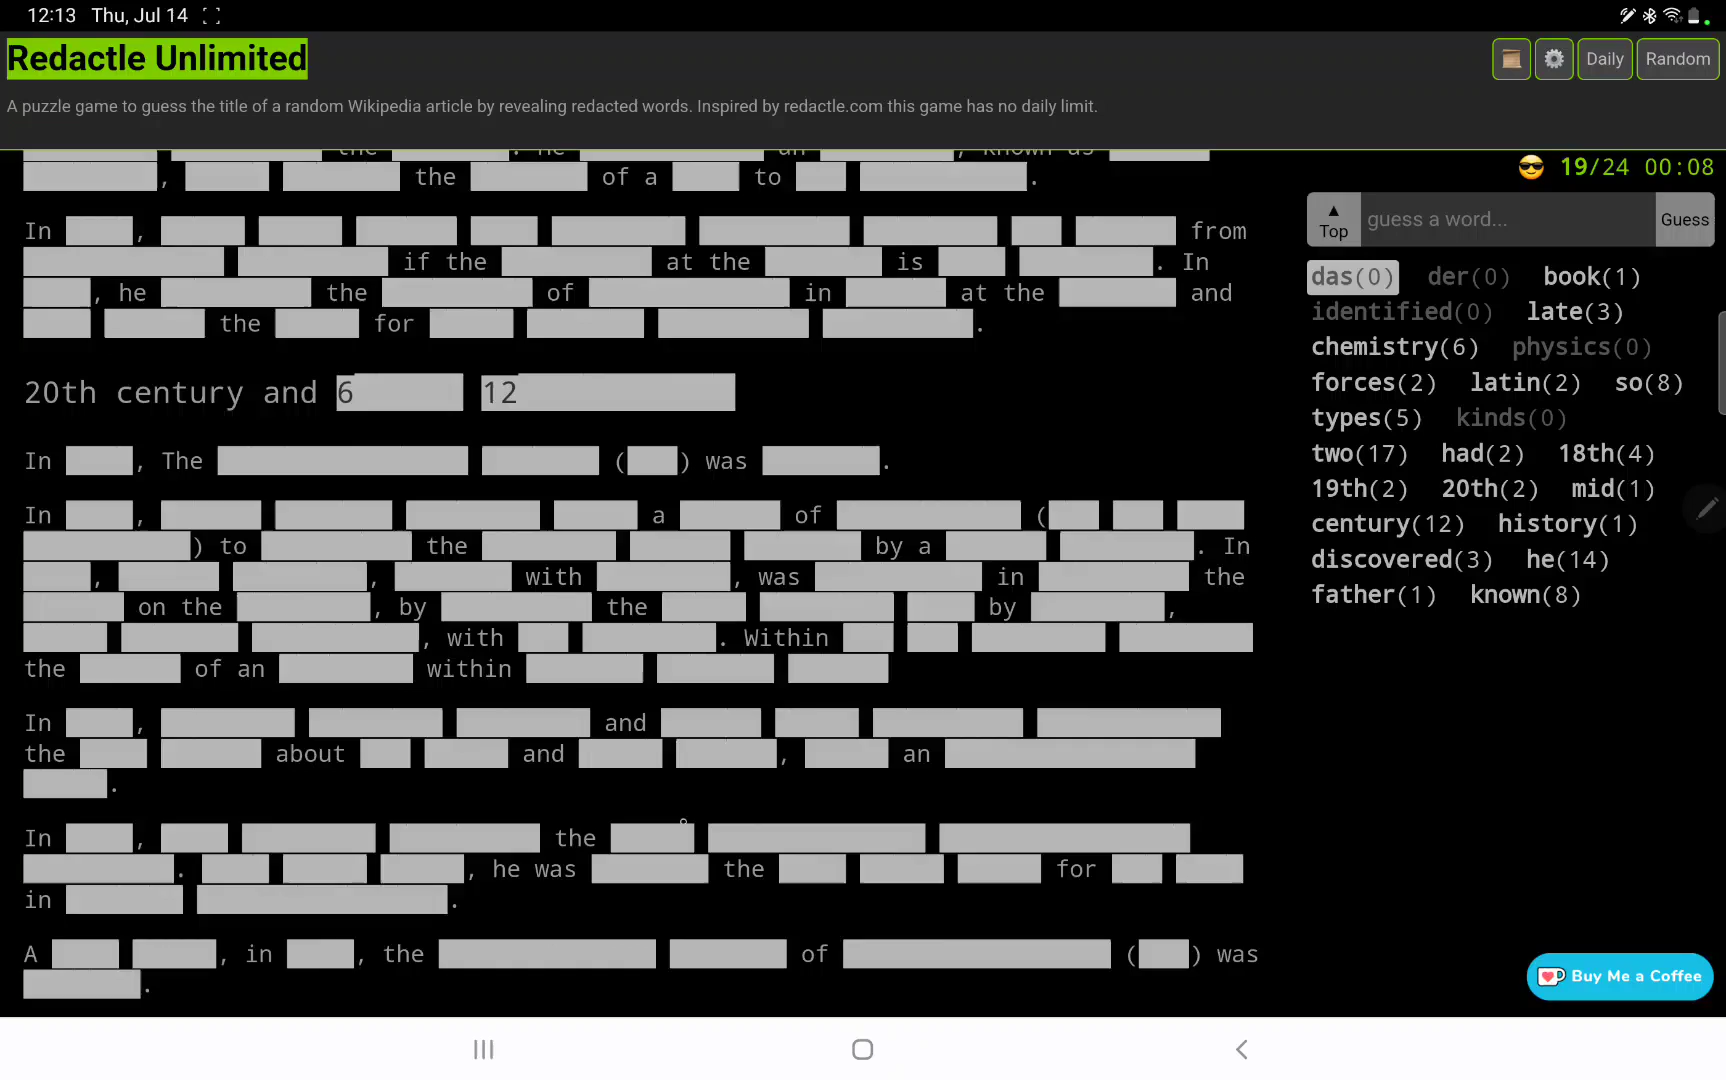 12:13 Thu, Jul 14
Redactle Unlimited
Daily
Random
A puzzle game to guess the title of a random Wikipedia article by revealing redacted words. Inspired by redactle.com this game has no daily limit.
the . he an , known as
, the of a to .
In , from
if the at the is . In
, he the of in at the and
the for .
20th century and 6 12
In , The ( ) was .
In , a of (
) to the by a . In
, , with , was in the
on the , by the by ,
, with . Within
the of an within
In , and
the about and , an
.
In , the
. , he was the for
in .
A , in , the of ( ) was
.
19/24 00:08
▲ Top
guess a word...
Guess
das(0) der(0) book(1)
identified(0) late(3)
chemistry(6) physics(0)
forces(2) latin(2) so(8)
types(5) kinds(0)
two(17) had(2) 18th(4)
19th(2) 20th(2) mid(1)
century(12) history(1)
discovered(3) he(14)
father(1) known(8)
Buy Me a Coffee